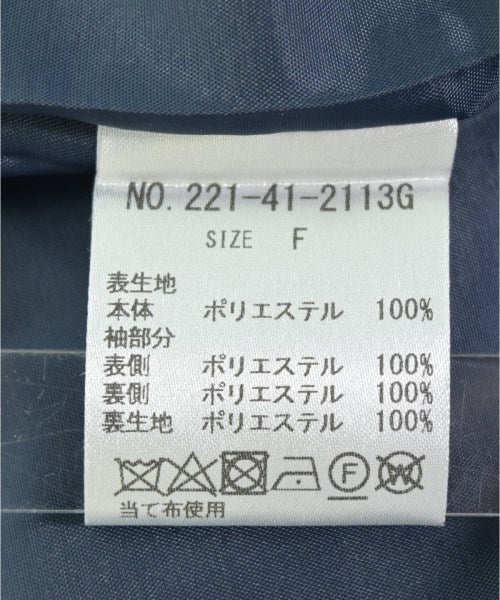 NO. 221-41-2113G
SIZE F
表生地
本体 ポリエステル 100%
袖部分
表側 ポリエステル 100%
裏側 ポリエステル 100%
裏生地 ポリエステル 100%
F W
当て布使用